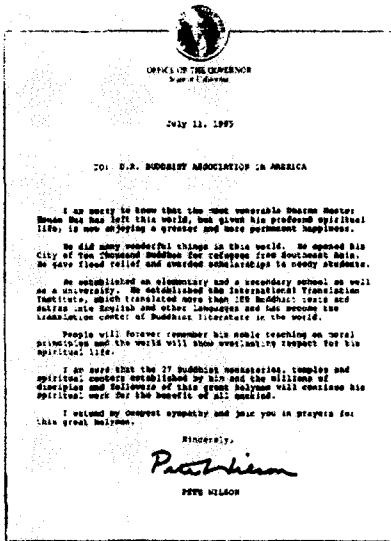 OFFICE OF THE GOVERNOR
State of California
July 12, 1995
TO: D.R. BUDDHIST ASSOCIATION IN AMERICA
I am sorry to know that the most venerable Dharma Master
Hsuan Hua has left this world, but given his profound spiritual
life, is now enjoying a greater and more permanent happiness.
He did many wonderful things in this world. He opened his
City of Ten Thousand Buddhas for refugees from Southeast Asia.
He gave flood relief and awarded scholarships to needy students.
He established an elementary and a secondary school as well
as a university. He established the International Translation
Institute, which translated more than Buddhist texts and
sutras into English and other languages and has become the
translation center of Buddhist literature in the world.
People will forever remember his noble teaching on moral
principles and the world will show everlasting respect for his
spiritual life.
I am sure that the 27 Buddhist monasteries, temples and
spiritual centers established by him and the millions of
disciples and followers of this great holyman will continue his
spiritual work for the benefit of all mankind.
I extend my deepest sympathy and join you in prayers for
this great holyman.
Sincerely,
Pete Wilson
PETE WILSON